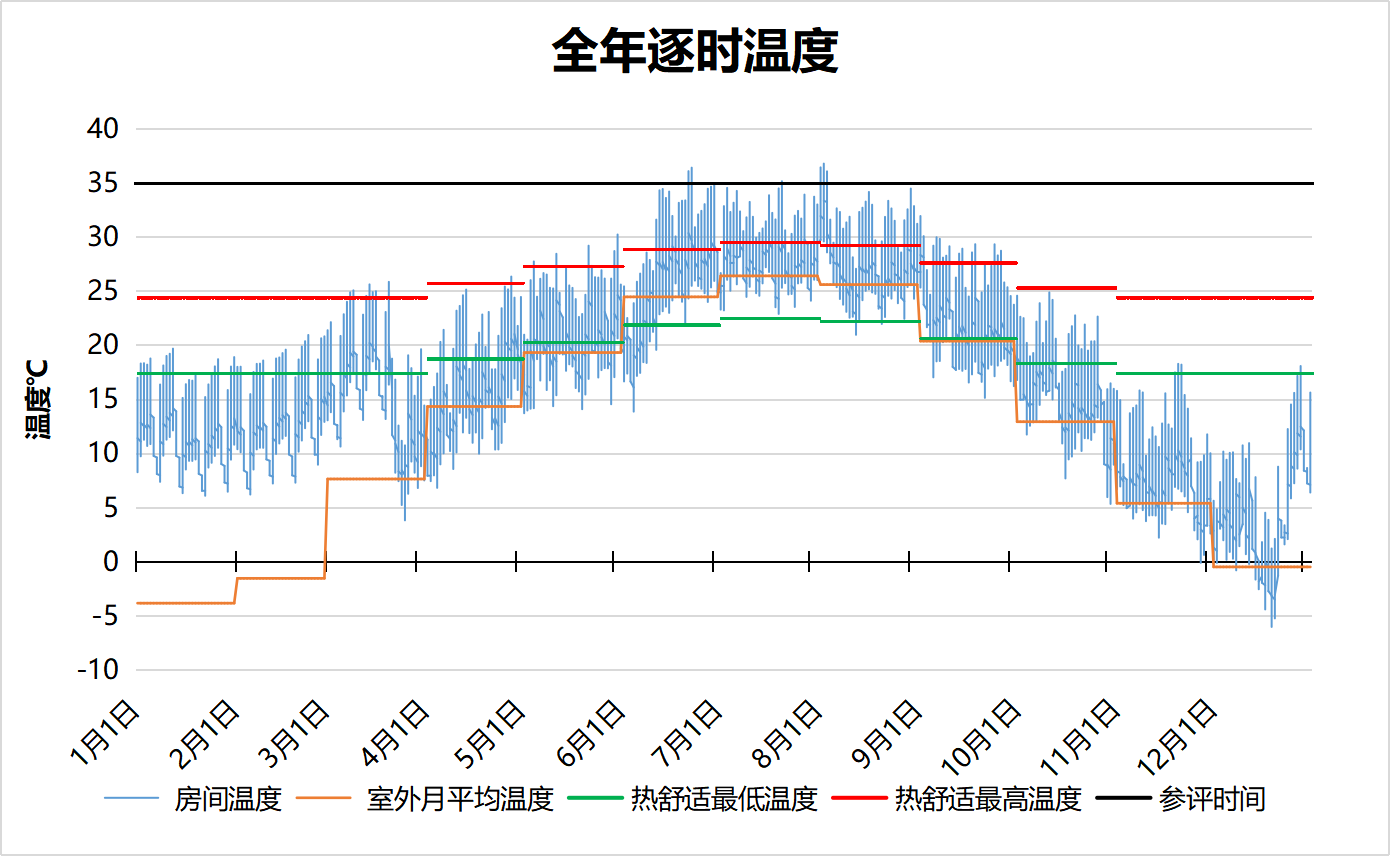 全年逐时温度
40
35
30
25
20
15
10
5
0
-5
-10
温度℃
1月1日
2月1日
3月1日
4月1日
5月1日
6月1日
7月1日
8月1日
9月1日
10月1日
11月1日
12月1日
房间温度 室外月平均温度 热舒适最低温度 热舒适最高温度 参评时间